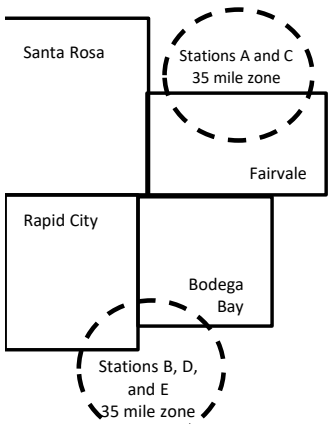 Santa Rosa
Stations A and C
35 mile zone
Fairvale
Rapid City
Bodega
Bay
Stations B, D,
and E
35 mile zone